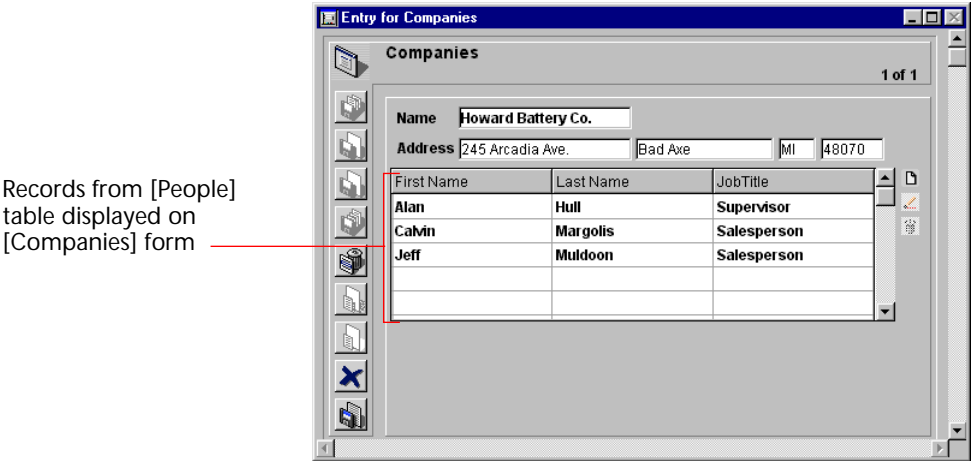 Entry for Companies
Companies
1 of 1
Name Howard Battery Co.
Address 245 Arcadia Ave. Bad Axe MI 48070
First Name Last Name JobTitle
Alan Hull Supervisor
Calvin Margolis Salesperson
Jeff Muldoon Salesperson
Records from [People]
table displayed on
[Companies] form